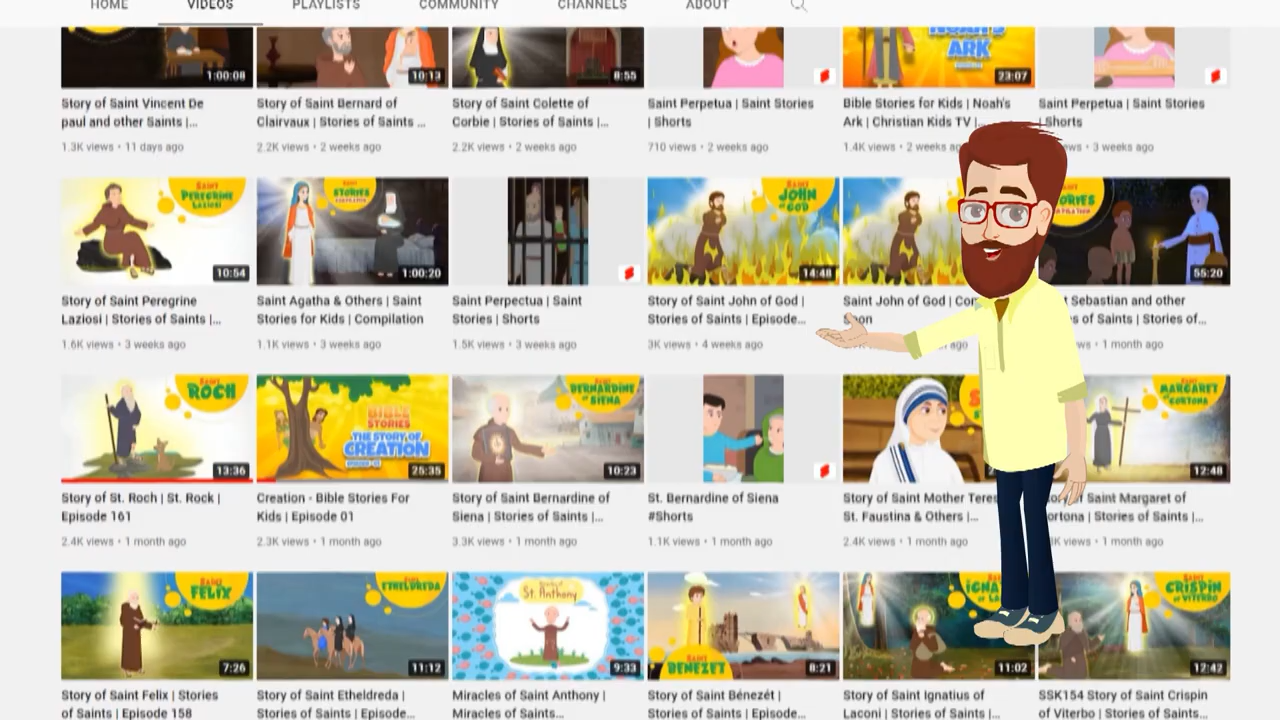 HOME VIDEOS PLAYLISTS COMMUNITY CHANNELS ABOUT
1:00:08
10:13
8:55
NOAH'S
ARK
23:07
Story of Saint Vincent De
paul and other Saints |...
1.3K views • 11 days ago
Story of Saint Bernard of
Clairvaux | Stories of Saints ...
2.2K views • 2 weeks ago
Story of Saint Colette of
Corbie | Stories of Saints |...
2.2K views • 2 weeks ago
Saint Perpetua | Saint Stories
| Shorts
710 views • 2 weeks ago
Bible Stories for Kids | Noah's
Ark | Christian Kids TV |...
1.4K views • 2 weeks ago
Saint Perpetua | Saint Stories
| Shorts
views • 3 weeks ago
SAINT
PEREGRINE
LAZIOSI
10:54
Story of Saint Peregrine
Laziosi | Stories of Saints |...
1.6K views • 3 weeks ago
SAINT
STORIES
COMPILATION
1:00:20
Saint Agatha & Others | Saint
Stories for Kids | Compilation
1.1K views • 3 weeks ago
Saint Perpectua | Saint
Stories | Shorts
1.5K views • 3 weeks ago
SAINT
JOHN
OF GOD
14:48
Story of Saint John of God |
Stories of Saints | Episode...
3K views • 4 weeks ago
Saint John of God | Com
Soon
ago
55:20
Sebastian and other
of Saints | Stories of...
1 month ago
SAINT
ROCH
13:36
Story of St. Roch | St. Rock |
Episode 161
2.4K views • 1 month ago
BIBLE
STORIES
THE STORY OF
CREATION
25:35
Creation - Bible Stories For
Kids | Episode 01
2.3K views • 1 month ago
SAINT
BERNARDINE
OF SIENA
10:23
Story of Saint Bernardine of
Siena | Stories of Saints |...
3.3K views • 1 month ago
St. Bernardine of Siena
#Shorts
1.1K views • 1 month ago
Story of Saint Mother Teres
St. Faustina & Others |...
2.4K views • 1 month ago
SAINT
MARGARET
OF CORTONA
12:48
Saint Margaret of
ortona | Stories of Saints |...
views • 1 month ago
SAINT
FELIX
7:26
Story of Saint Felix | Stories
of Saints | Episode 158
ETHELDREDA
11:12
Story of Saint Etheldreda |
Stories of Saints | Episode...
St. Anthony
9:33
Miracles of Saint Anthony |
Miracles of Saints...
SAINT
BENEZET
8:21
Story of Saint Bénezét |
Stories of Saints | Episode...
IGNA
11:02
Story of Saint Ignatius of
Laconi | Stories of Saints |...
SAINT
CRISPIN
OF VITERBO
12:42
SSK154 Story of Saint Crispin
of Viterbo | Stories of Saints...